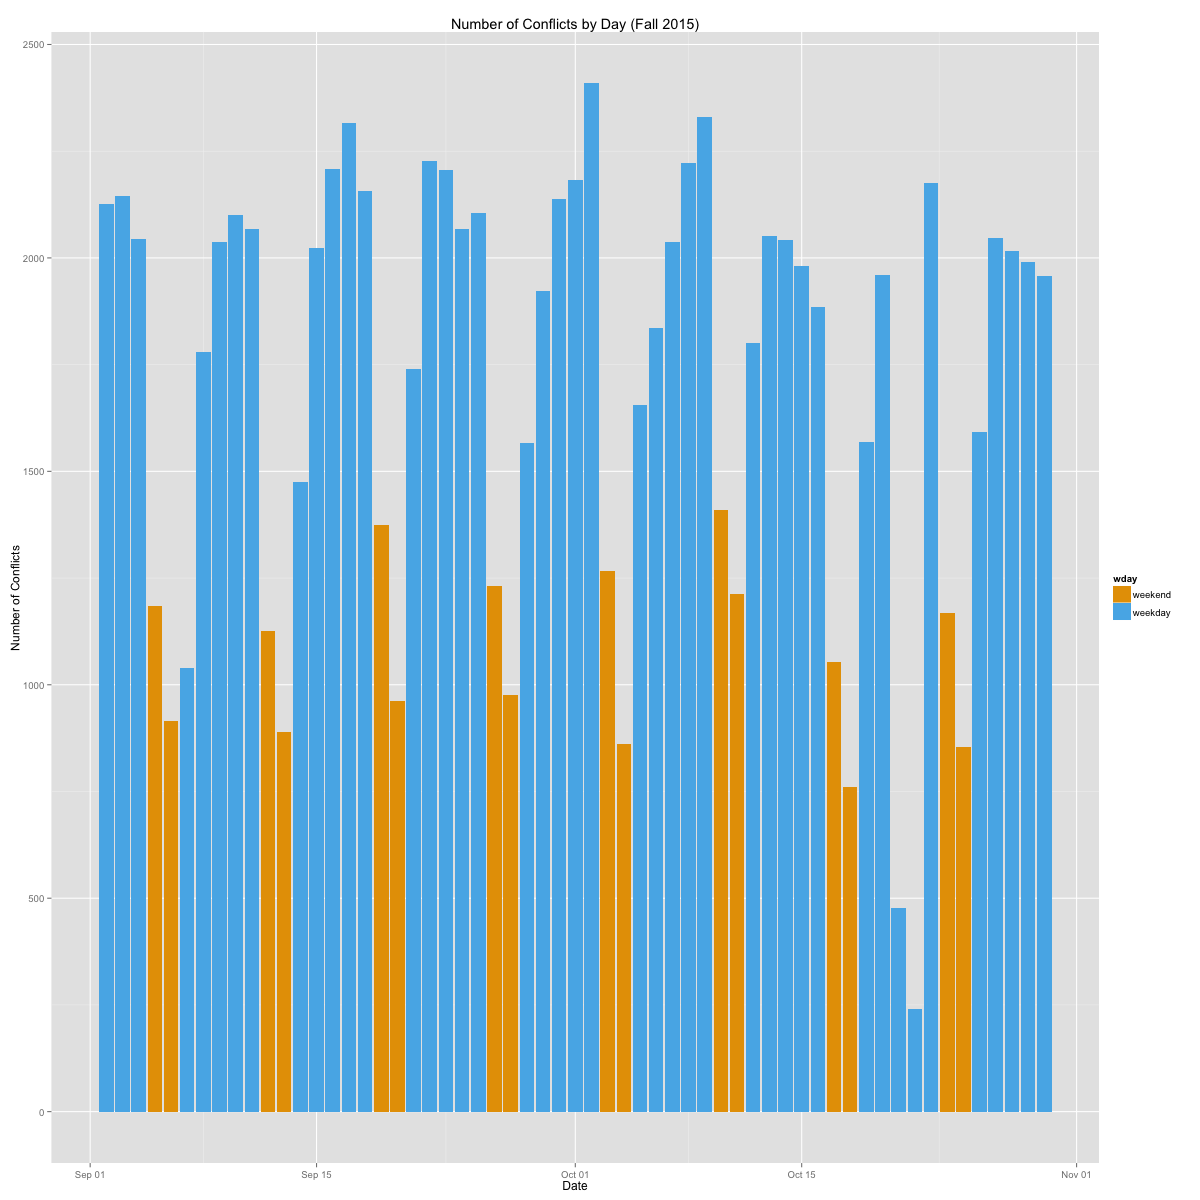 Number of Conflicts by Day (Fall 2015)
2500
2000
1500
1000
500
0
Number of Conflicts
Sep 01
Sep 15
Oct 01
Oct 15
Nov 01
Date
wday
weekend
weekday